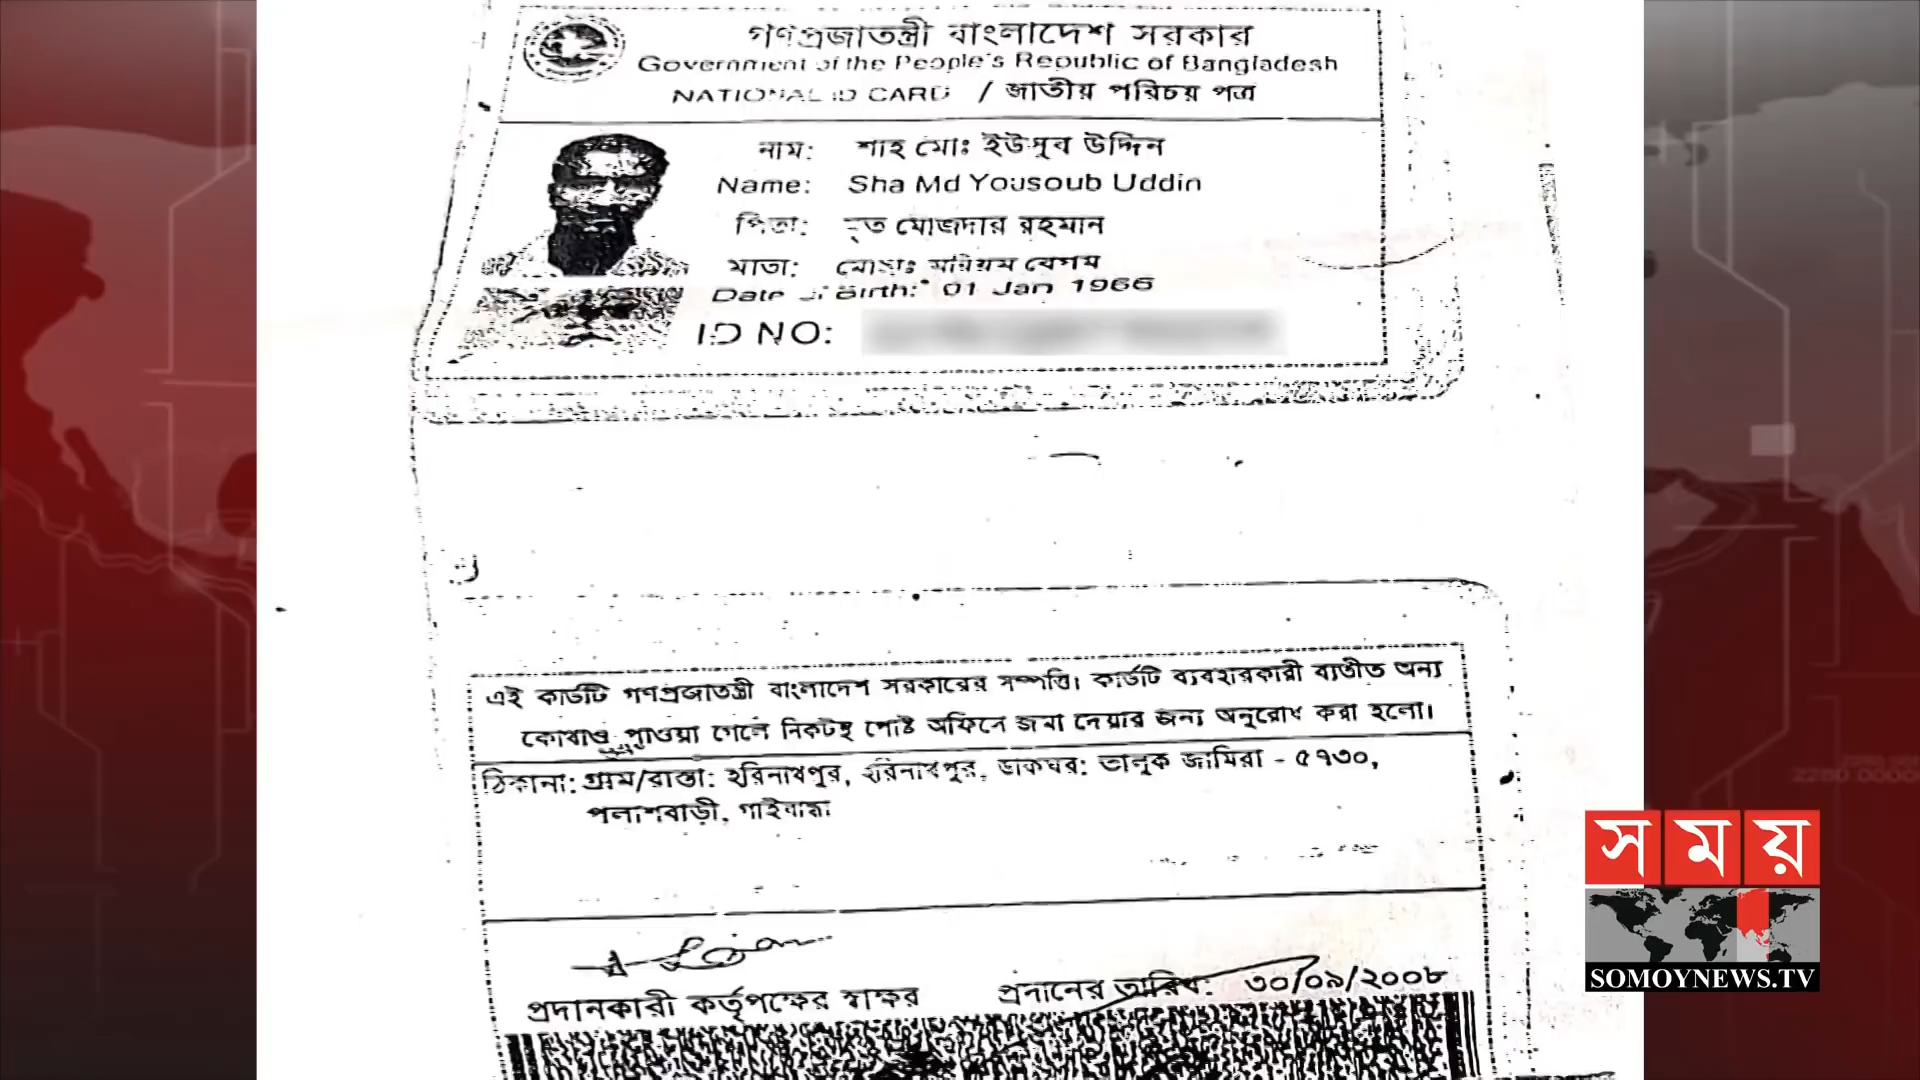 গণপ্রজাতন্ত্রী বাংলাদেশ সরকার
Government of the People's Republic of Bangladesh
NATIONAL ID CARD / জাতীয় পরিচয় পত্র
নাম: শাহ মোঃ ইউসুব উদ্দিন
Name: Sha Md Yousoub Uddin
পিতা: মৃত মোজদার রহমান
মাতা: মোছাঃ মরিয়ম বেগম
Date of Birth: 01 Jan 1966
ID NO:
এই কার্ডটি গণপ্রজাতন্ত্রী বাংলাদেশ সরকারের সম্পত্তি। কার্ডটি ব্যবহারকারী ব্যতীত অন্য
কোথাও পাওয়া গেলে নিকটস্থ পোষ্ট অফিসে জমা দেয়ার জন্য অনুরোধ করা হলো।
ঠিকানা: গ্রাম/রাস্তা: হরিনাথপুর, হরিনাথপুর, ডাকঘর: তালুক জামিরা - ৫৭৩০,
পলাশবাড়ী, গাইবান্ধা
প্রদানকারী কর্তৃপক্ষের স্বাক্ষর প্রদানের তারিখ: ৩০/০৯/২০০৮
সময়
SOMOYNEWS.TV